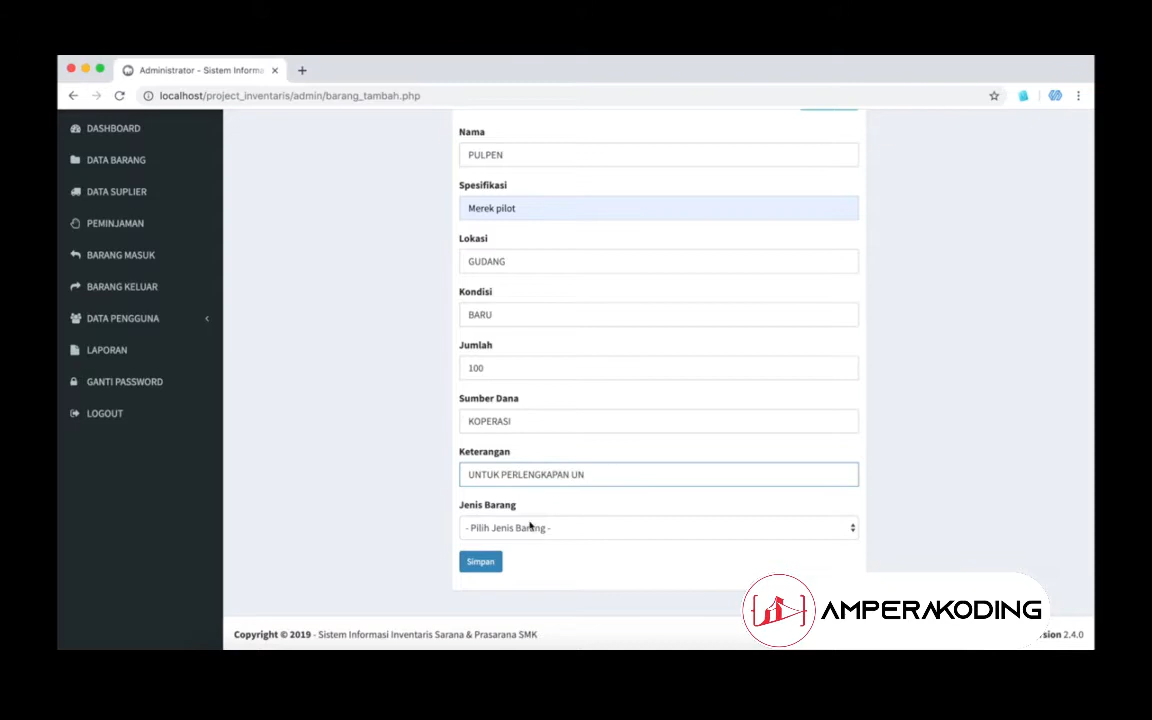 Administrator - Sistem Informa
localhost/project_inventaris/admin/barang_tambah.php
DASHBOARD
DATA BARANG
DATA SUPLIER
PEMINJAMAN
BARANG MASUK
BARANG KELUAR
DATA PENGGUNA
LAPORAN
GANTI PASSWORD
LOGOUT
Nama
PULPEN
Spesifikasi
Merek pilot
Lokasi
GUDANG
Kondisi
BARU
Jumlah
100
Sumber Dana
KOPERASI
Keterangan
UNTUK PERLENGKAPAN UN
Jenis Barang
- Pilih Jenis Barang -
Simpan
AMPERAKODING
Copyright © 2019 - Sistem Informasi Inventaris Sarana & Prasarana SMK
sion 2.4.0